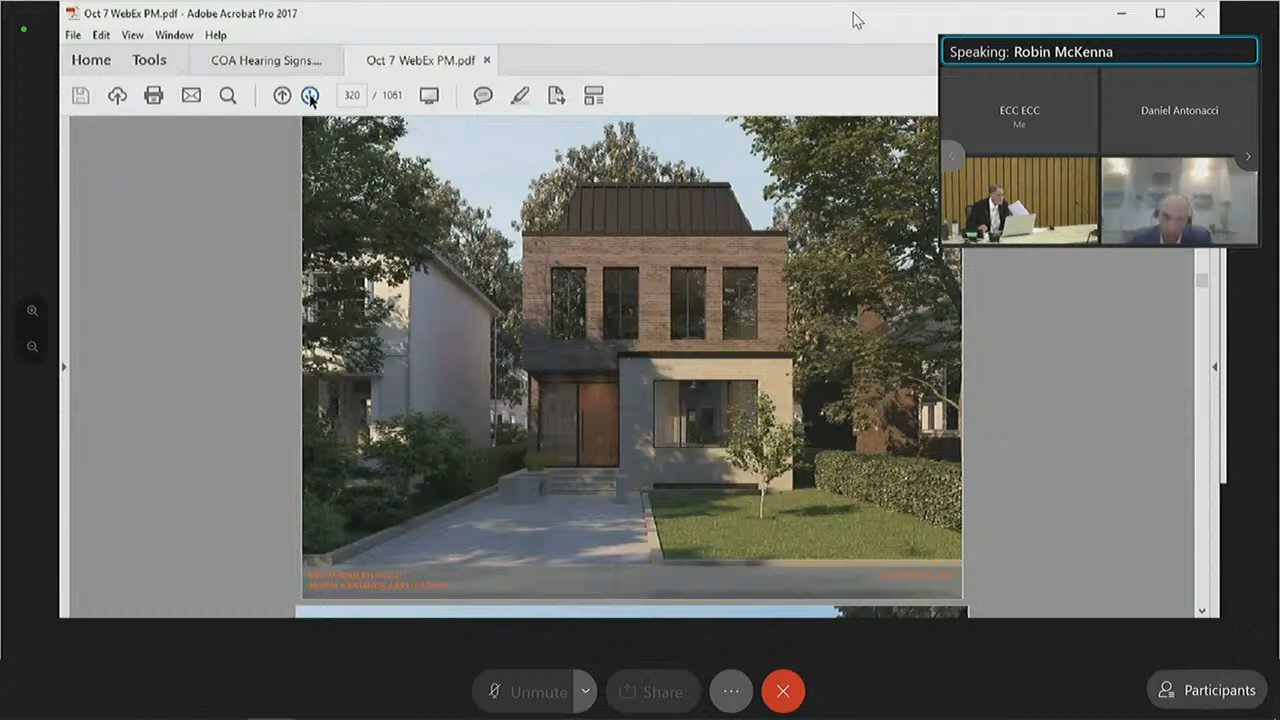 Oct 7 WebEx PM.pdf - Adobe Acrobat Pro 2017
File Edit View Window Help
Home Tools COA Hearing Signs.... Oct 7 WebEx PM.pdf
320 / 1061
Speaking: Robin McKenna
ECC ECC
Me
Daniel Antonacci
Unmute
Share
Participants